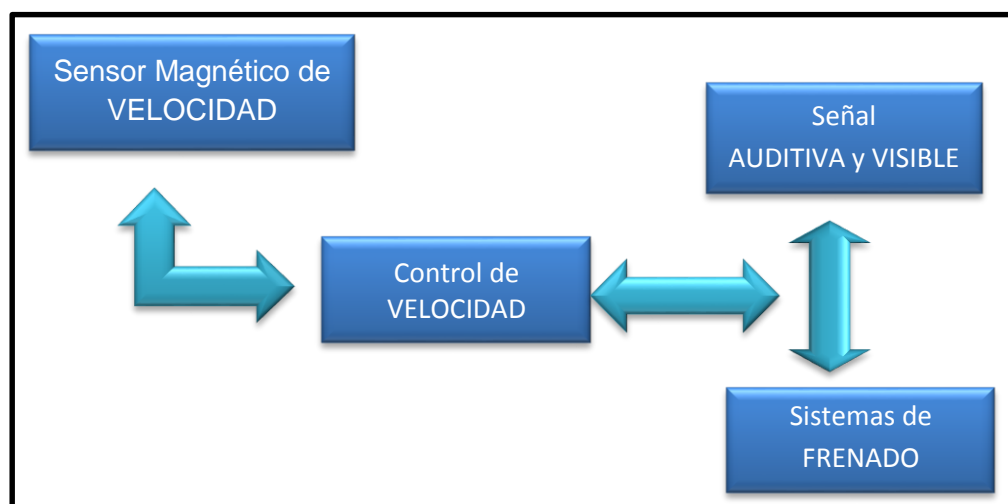 Sensor Magnético de
VELOCIDAD
Señal
AUDITIVA y VISIBLE
Control de
VELOCIDAD
Sistemas de
FRENADO